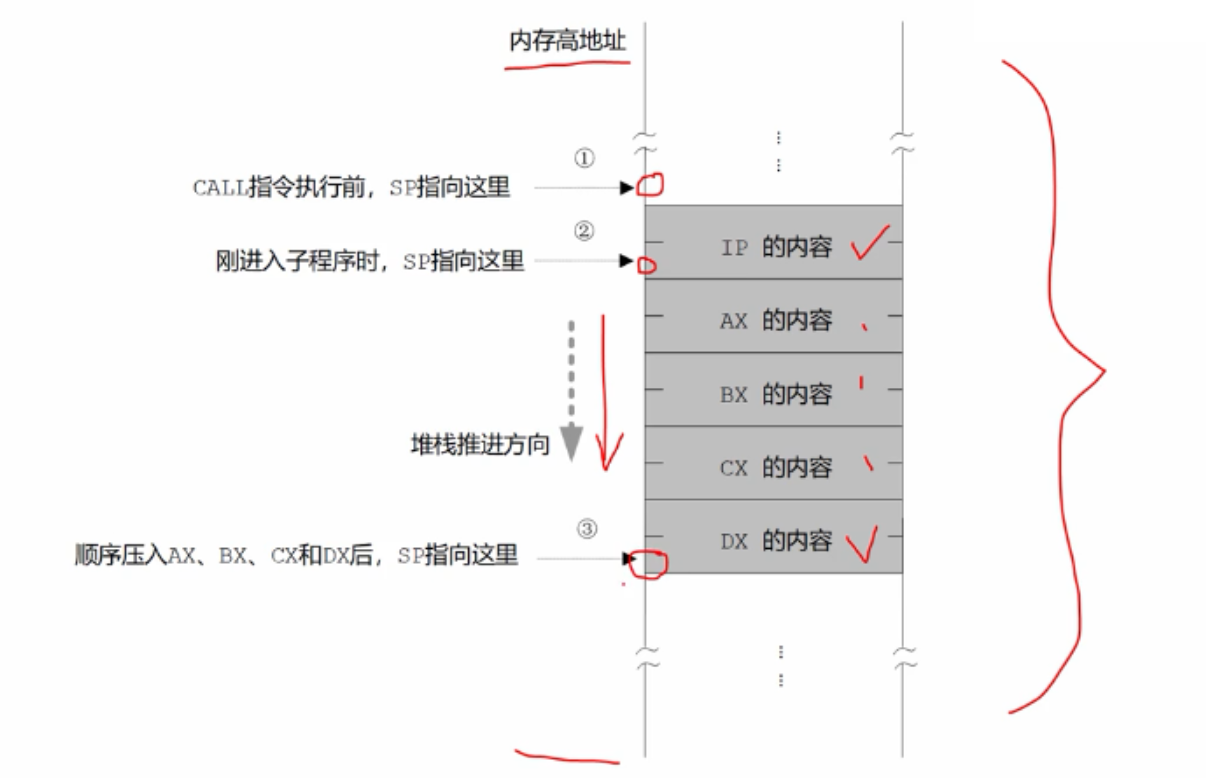 内存高地址
①
CALL指令执行前，SP指向这里
②
IP 的内容
刚进入子程序时，SP指向这里
AX 的内容
BX 的内容
堆栈推进方向
CX 的内容
③
DX 的内容
顺序压入AX、BX、CX和DX后，SP指向这里